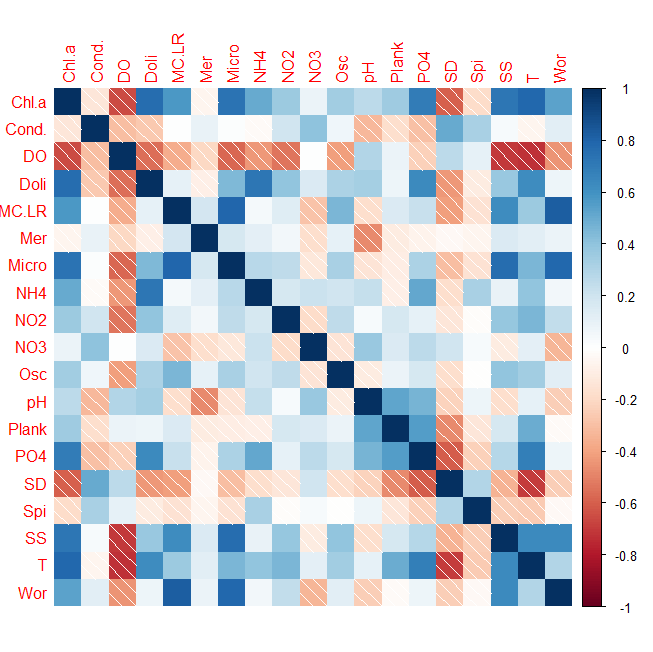 Chl.a Cond. DO Doli MC.LR Mer Micro NH4 NO2 NO3 Osc pH Plank PO4 SD Spi SS T Wor
Chl.a
Cond.
DO
Doli
MC.LR
Mer
Micro
NH4
NO2
NO3
Osc
pH
Plank
PO4
SD
Spi
SS
T
Wor
1
0.8
0.6
0.4
0.2
0
-0.2
-0.4
-0.6
-0.8
-1